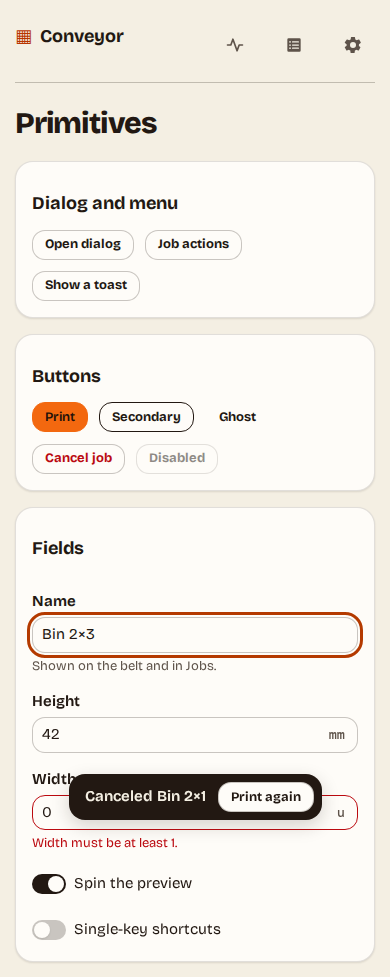 Conveyor
Primitives
Dialog and menu
Open dialog
Job actions
Show a toast
Buttons
Print
Secondary
Ghost
Cancel job
Disabled
Fields
Name
Bin 2×3
Shown on the belt and in Jobs.
Height
42 mm
Width
Canceled Bin 2×1
Print again
0 u
Width must be at least 1.
Spin the preview
Single-key shortcuts